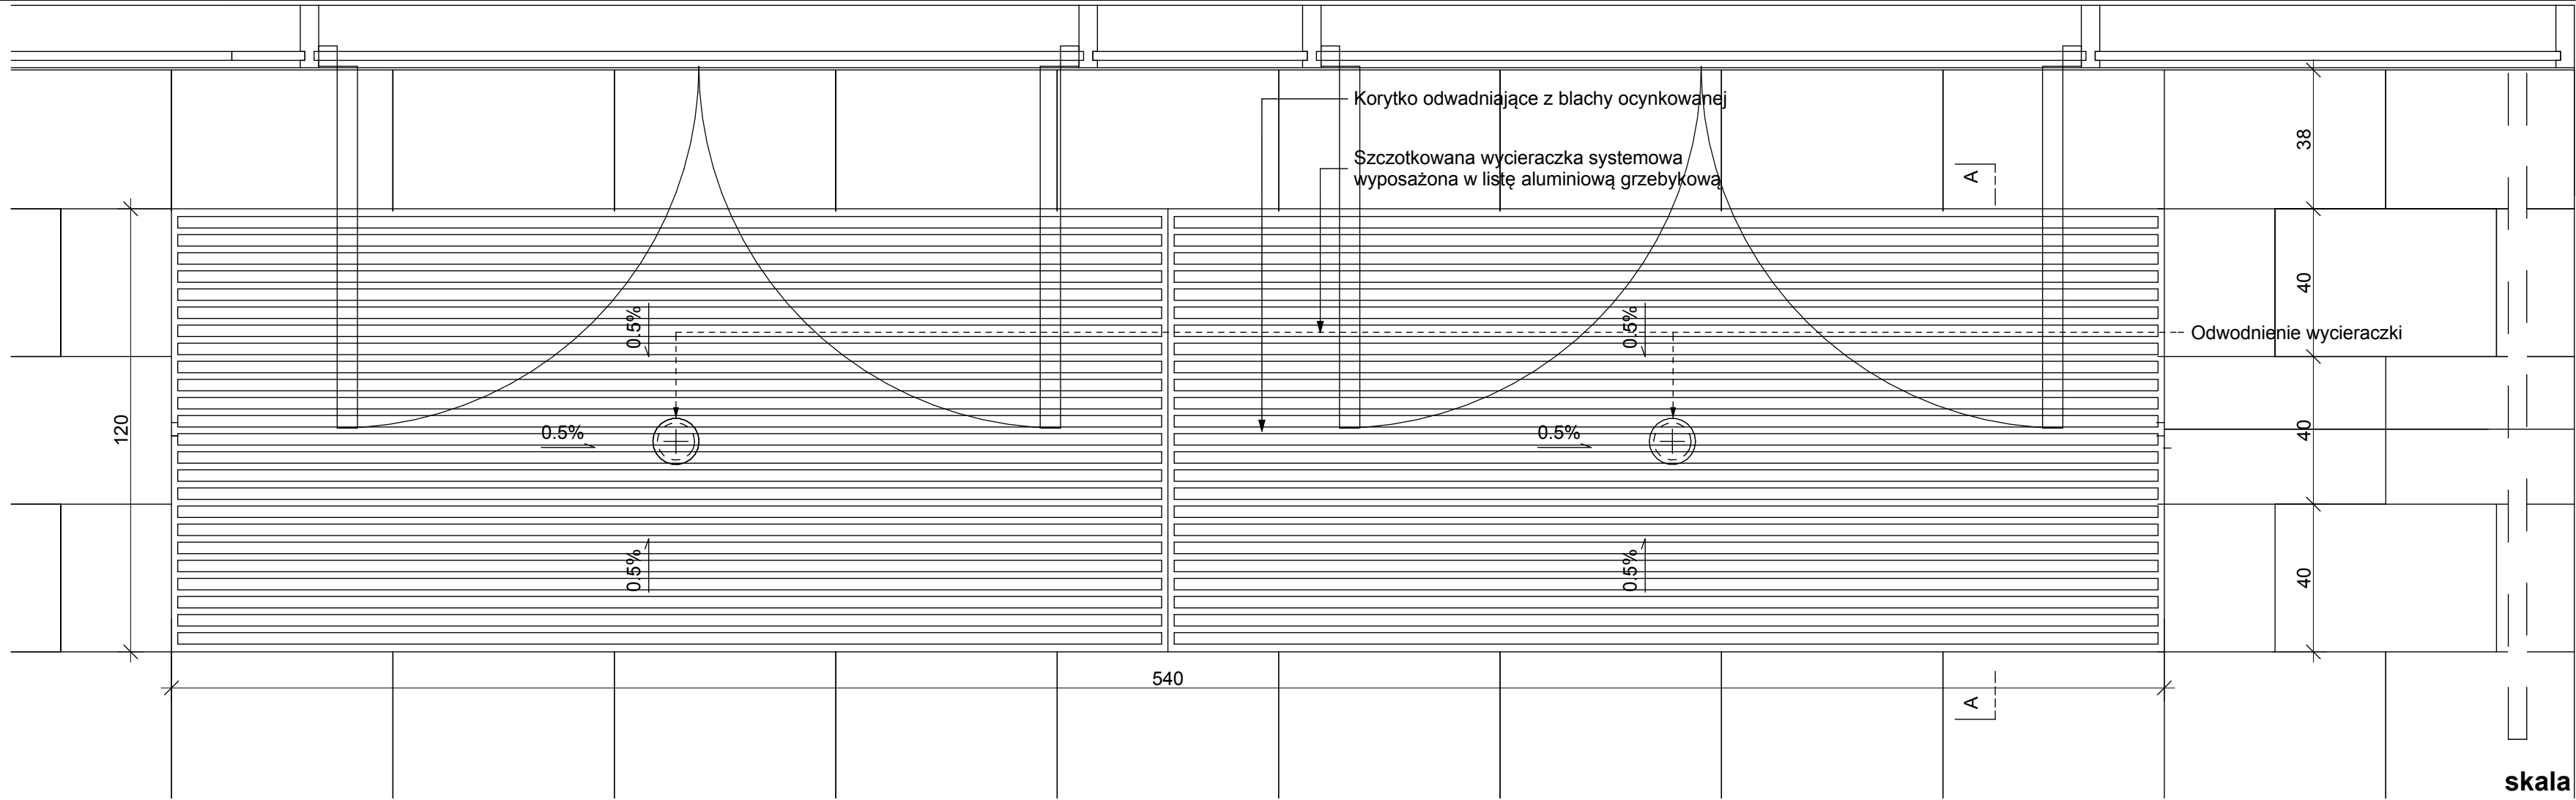 Korytko odwadniające z blachy ocynkowanej
38
Szczotkowana wycieraczka systemowa
wyposażona w listę aluminiową grzebykową
A
40
0.5%
0.5%
Odwodnienie wycieraczki
120
0.5%
0.5%
40
0.5%
0.5%
40
540
A
skala